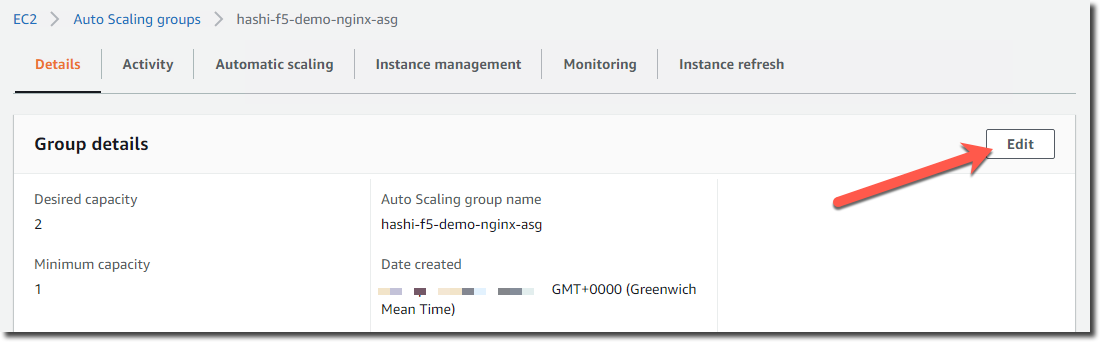 EC2 > Auto Scaling groups > hashi-f5-demo-nginx-asg
Details Activity Automatic scaling Instance management Monitoring Instance refresh
Group details Edit
Desired capacity
2
Minimum capacity
1
Auto Scaling group name
hashi-f5-demo-nginx-asg
Date created
GMT+0000 (Greenwich
Mean Time)